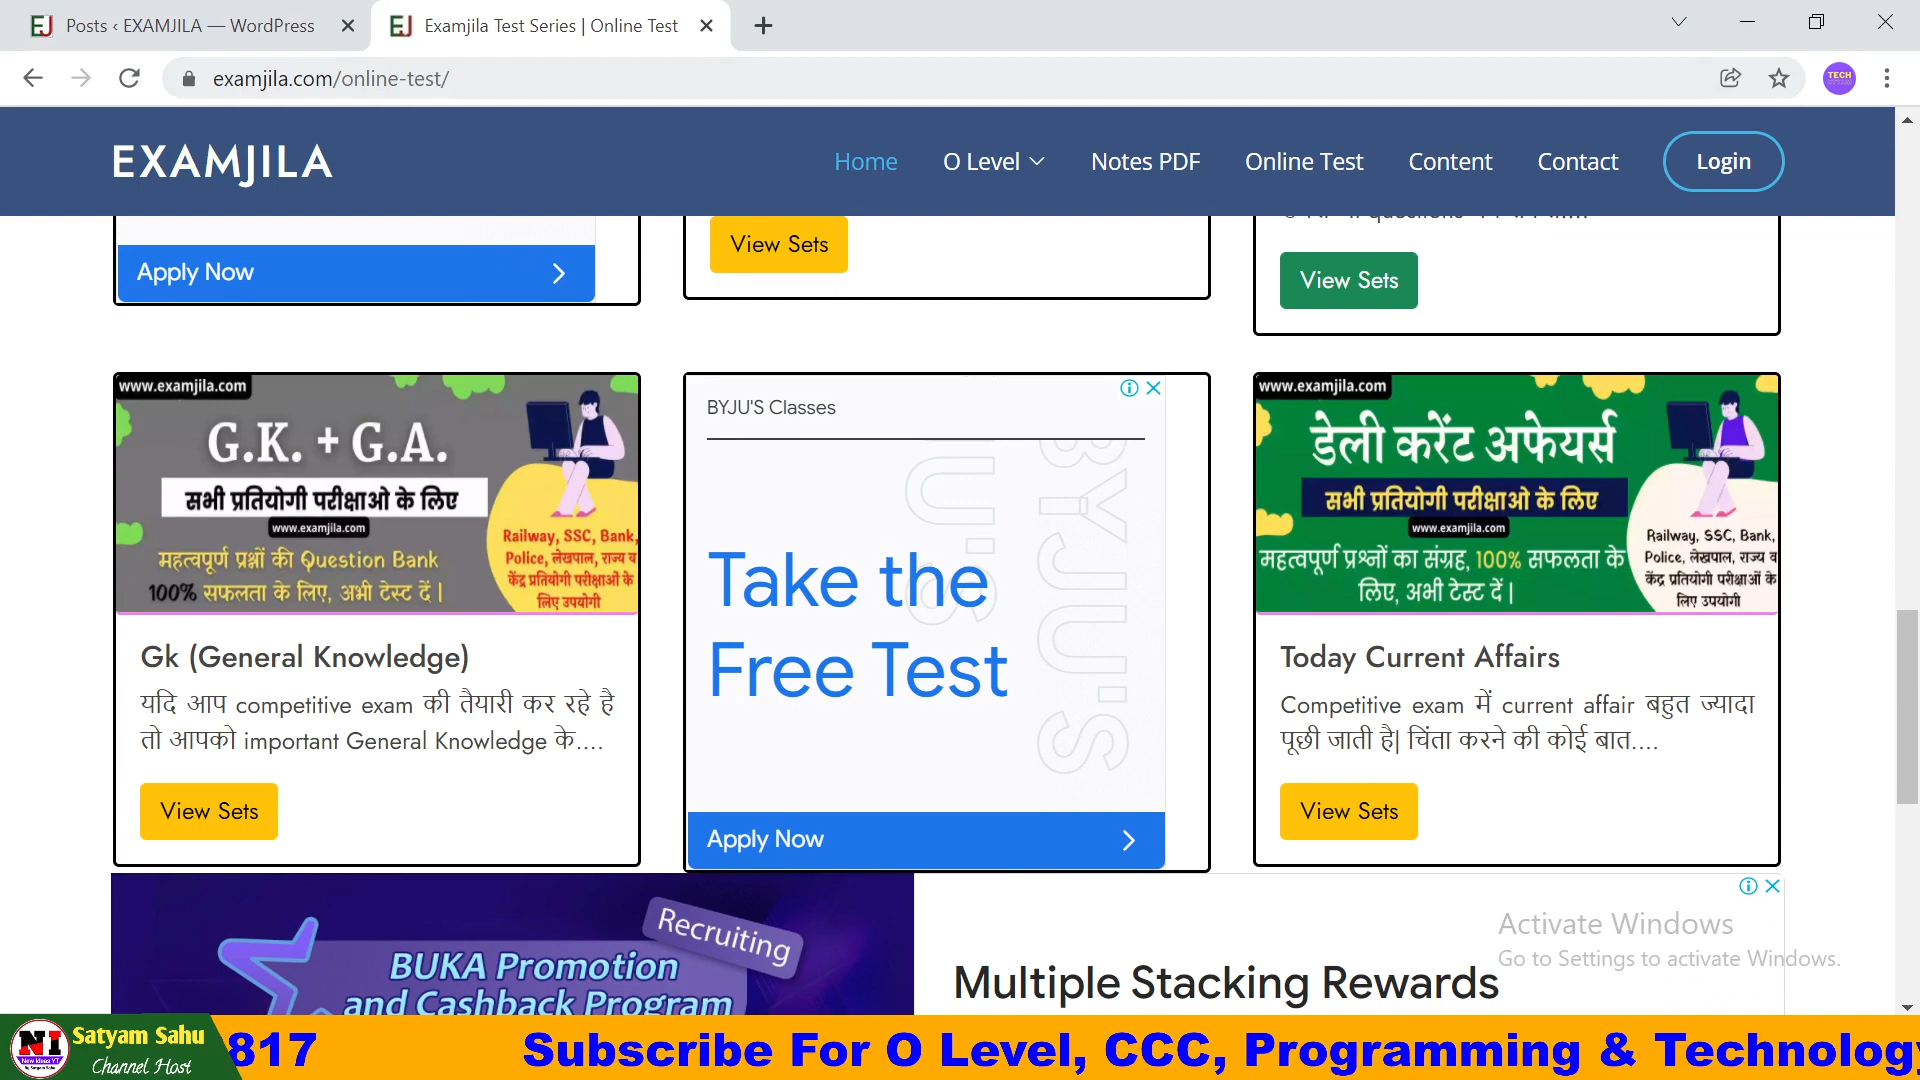 Posts ‹ EXAMJILA — WordPress
Examjila Test Series | Online Test
examjila.com/online-test/
TECH
EXAMJILA
Home
O Level
Notes PDF
Online Test
Content
Contact
Login
Apply Now
View Sets
View Sets
www.examjila.com
G.K. + G.A.
सभी प्रतियोगी परीक्षाओ के लिए
www.examjila.com
महत्वपूर्ण प्रश्नों की Question Bank
100% सफलता के लिए, अभी टेस्ट दें |
Railway, SSC, Bank,
Police, लेखपाल, राज्य व
केंद्र प्रतियोगी परीक्षाओं के
लिए उपयोगी
Gk (General Knowledge)
यदि आप competitive exam की तैयारी कर रहे है
तो आपको important General Knowledge के....
View Sets
BYJU'S Classes
BYJU'S
U'S
Take the
Free Test
Apply Now
www.examjila.com
डेली करेंट अफेयर्स
सभी प्रतियोगी परीक्षाओ के लिए
www.examjila.com
महत्वपूर्ण प्रश्नों का संग्रह, 100% सफलता के
लिए, अभी टेस्ट दें |
Railway, SSC, Bank,
Police, लेखपाल, राज्य व
केंद्र प्रतियोगी परीक्षाओं के
लिए उपयोगी
Today Current Affairs
Competitive exam में current affair बहुत ज्यादा
पूछी जाती है| चिंता करने की कोई बात....
View Sets
Recruiting
BUKA Promotion
and Cashback Program
Multiple Stacking Rewards
Activate Windows
Go to Settings to activate Windows.
NI
New Ideas YT
Satyam Sahu
Channel Host
817
Subscribe For O Level, CCC, Programming & Technology